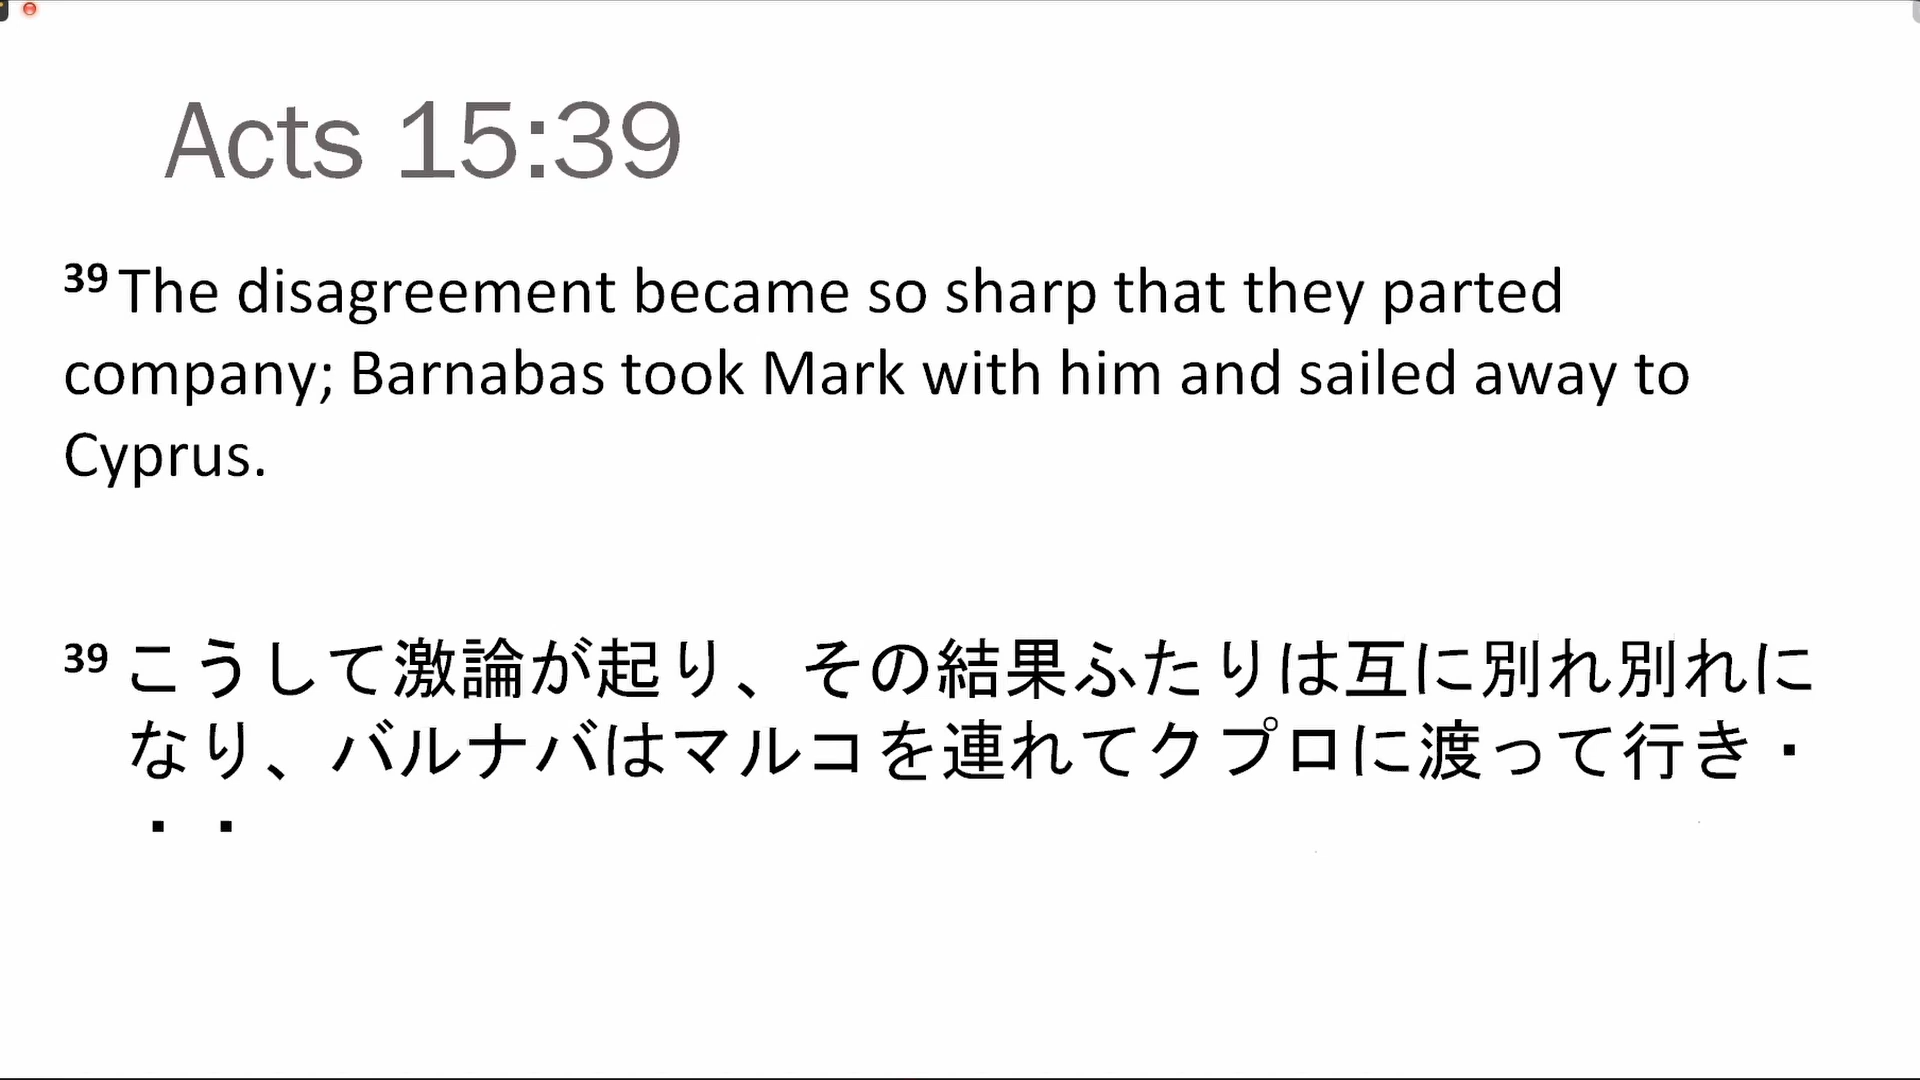 Acts 15:39
39 The disagreement became so sharp that they parted
company; Barnabas took Mark with him and sailed away to
Cyprus.
39 こうして激論が起り、その結果ふたりは互に別れ別れに
なり、バルナバはマルコを連れてクプロに渡って行き・
・・